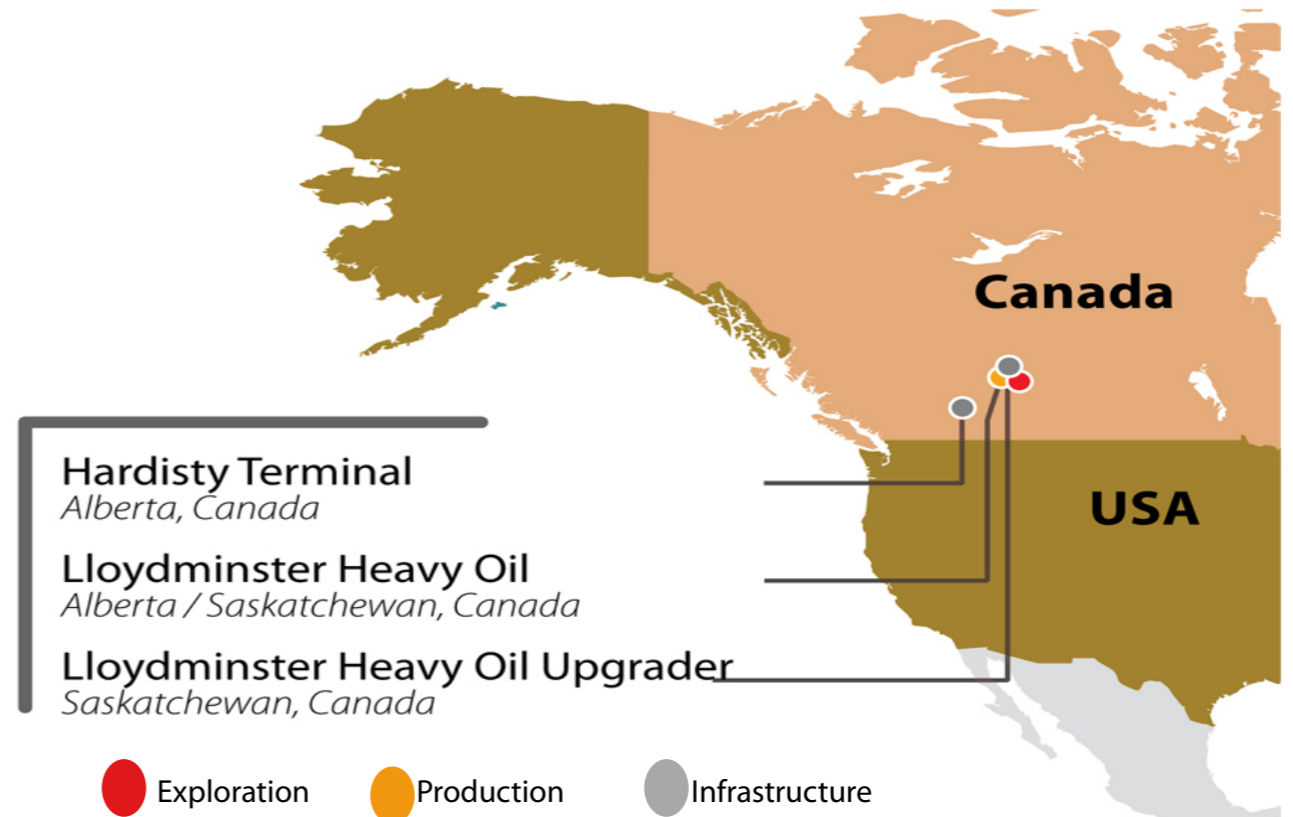 Canada
USA
Hardisty Terminal
Alberta, Canada
Lloydminster Heavy Oil
Alberta / Saskatchewan, Canada
Lloydminster Heavy Oil Upgrader
Saskatchewan, Canada
Exploration
Production
Infrastructure